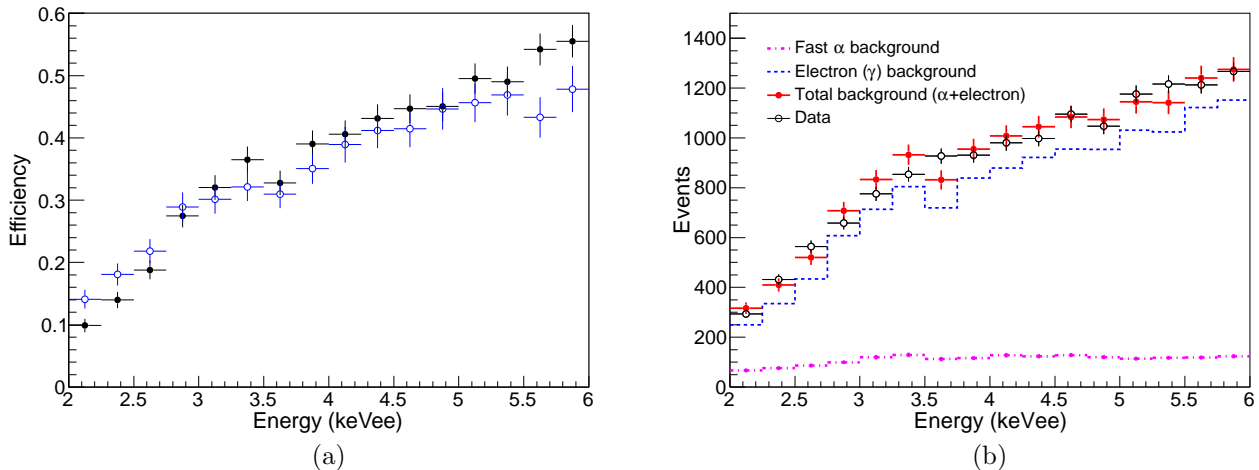 0.6
0.5
0.4
0.3
0.2
0.1
0
Efficiency
2 2.5 3 3.5 4 4.5 5 5.5 6
Energy (keVee)
(a)
1400
1200
1000
800
600
400
200
0
Events
Fast α background
Electron (γ) background
Total background (α+electron)
Data
2 2.5 3 3.5 4 4.5 5 5.5 6
Energy (keVee)
(b)